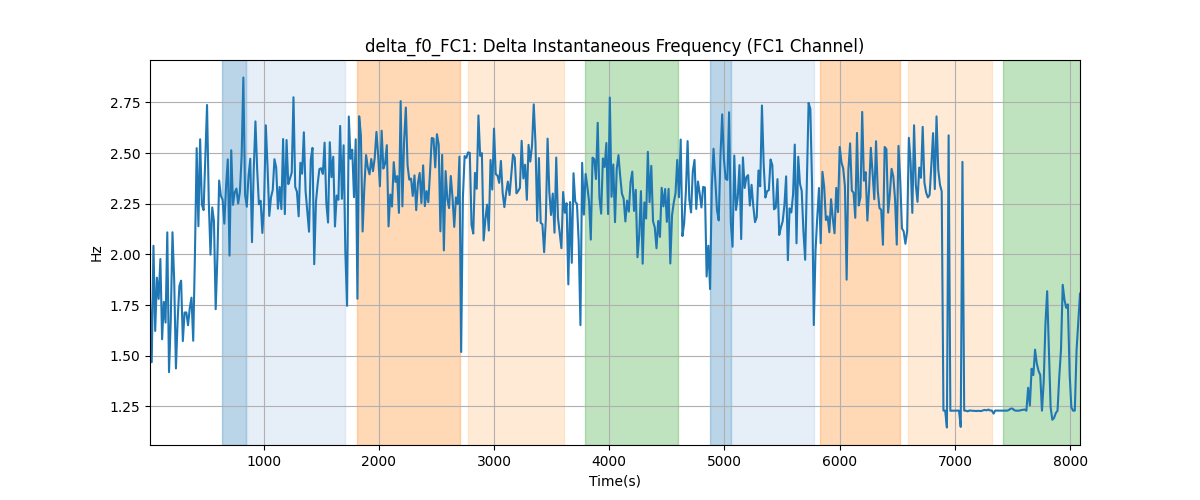 delta_f0_FC1: Delta Instantaneous Frequency (FC1 Channel)
2.75
2.50
2.25
2.00
1.75
1.50
1.25
Hz
1000 2000 3000 4000 5000 6000 7000 8000
Time(s)